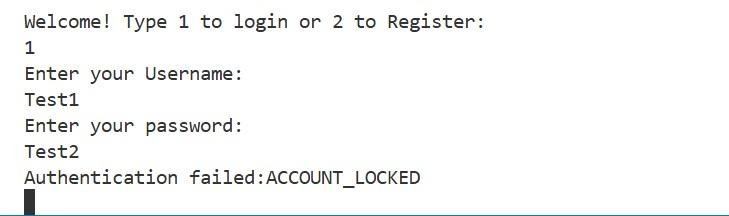 Welcome! Type 1 to login or 2 to Register:
1
Enter your Username:
Test1
Enter your password:
Test2
Authentication failed:ACCOUNT_LOCKED